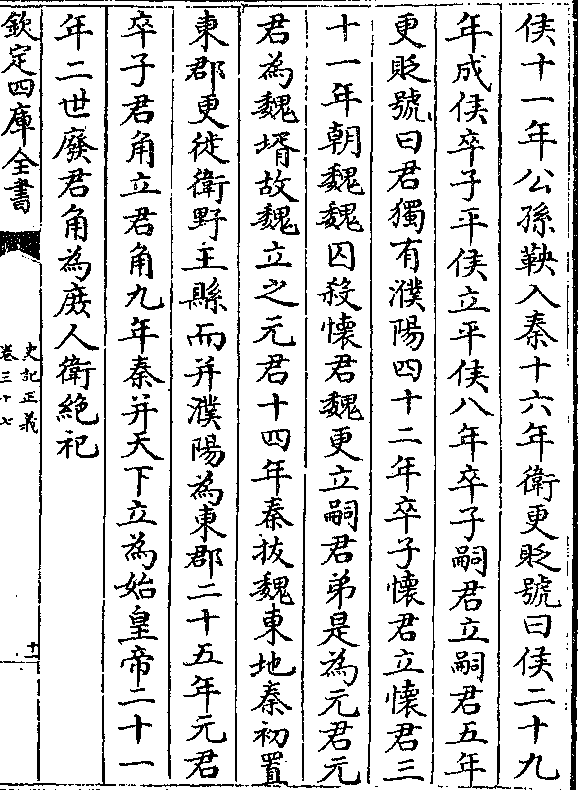 侯十一年公孫鞅入秦十六年衛更貶號曰侯二十九
年成侯卒子平侯立平侯八年卒子嗣君立嗣君五年
更貶號曰君獨有濮陽四十二年卒子懷君立懷君三
十一年朝魏魏囚殺懷君魏更立嗣君弟是為元君元
君為魏壻故魏立之元君十四年秦拔魏東地秦初置
東郡更徙衛野王縣而并濮陽為東郡二十五年元君
卒子君角立君角九年秦并天下立為始皇帝二十一
年二世廢君角為庻人衛絶祀
欽定四庫全書
史記正義
卷三十七
十一